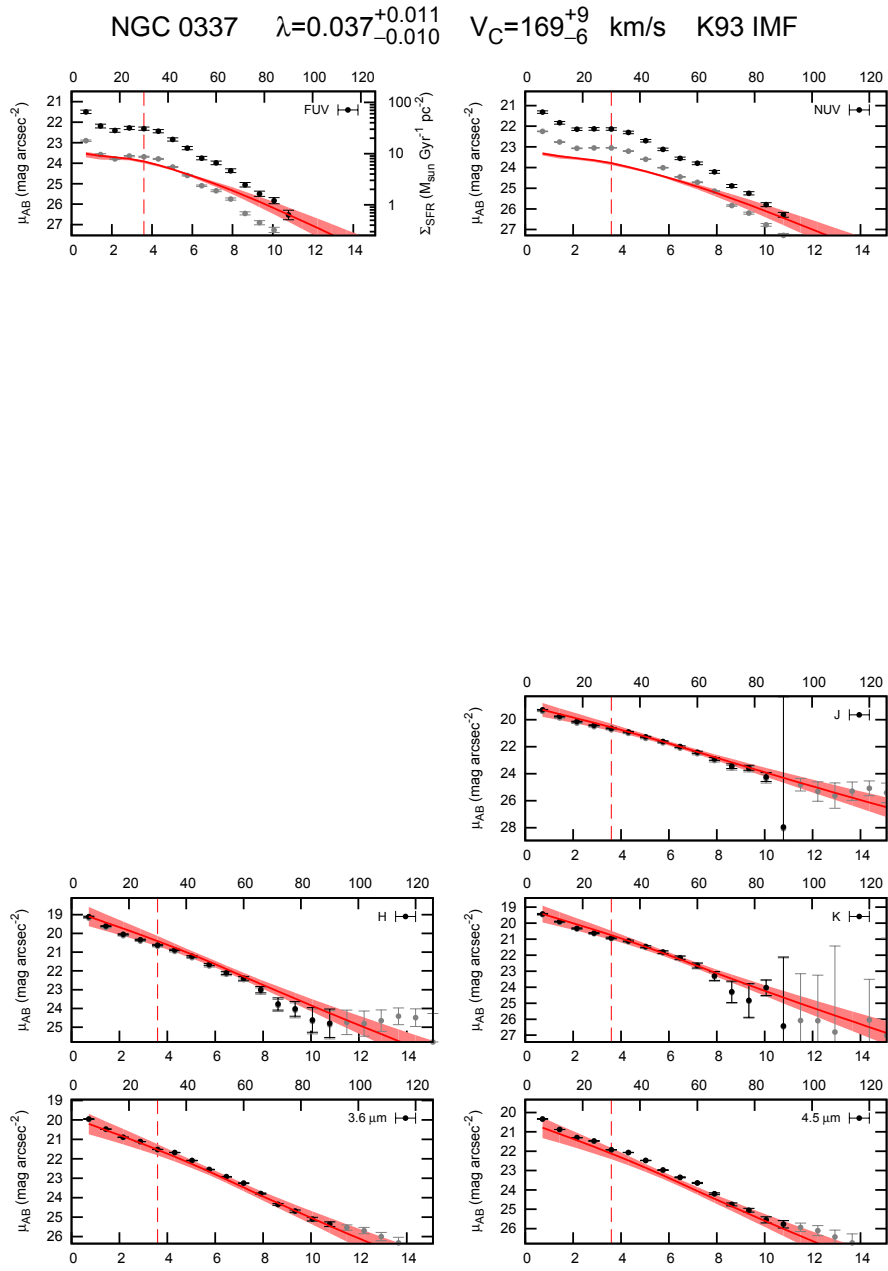 NGC 0337 λ=0.037 +0.011 −0.010 V_C=169 +9 −6 km/s K93 IMF
0 20 40 60 80 100 120
0 20 40 60 80 100 120
μAB (mag arcsec-2)
21 22 23 24 25 26 27
FUV
100 10 1
ΣSFR (Msun Gyr-1 pc-2)
μAB (mag arcsec-2)
21 22 23 24 25 26 27
NUV
0 2 4 6 8 10 12 14
0 2 4 6 8 10 12 14
0 20 40 60 80 100 120
μAB (mag arcsec-2)
20 22 24 26 28
J
0 2 4 6 8 10 12 14
0 20 40 60 80 100 120
μAB (mag arcsec-2)
19 20 21 22 23 24 25
H
0 2 4 6 8 10 12 14
0 20 40 60 80 100 120
μAB (mag arcsec-2)
19 20 21 22 23 24 25 26 27
K
0 2 4 6 8 10 12 14
0 20 40 60 80 100 120
μAB (mag arcsec-2)
19 20 21 22 23 24 25 26
3.6 μm
0 2 4 6 8 10 12 14
0 20 40 60 80 100 120
μAB (mag arcsec-2)
20 21 22 23 24 25 26
4.5 μm
0 2 4 6 8 10 12 14